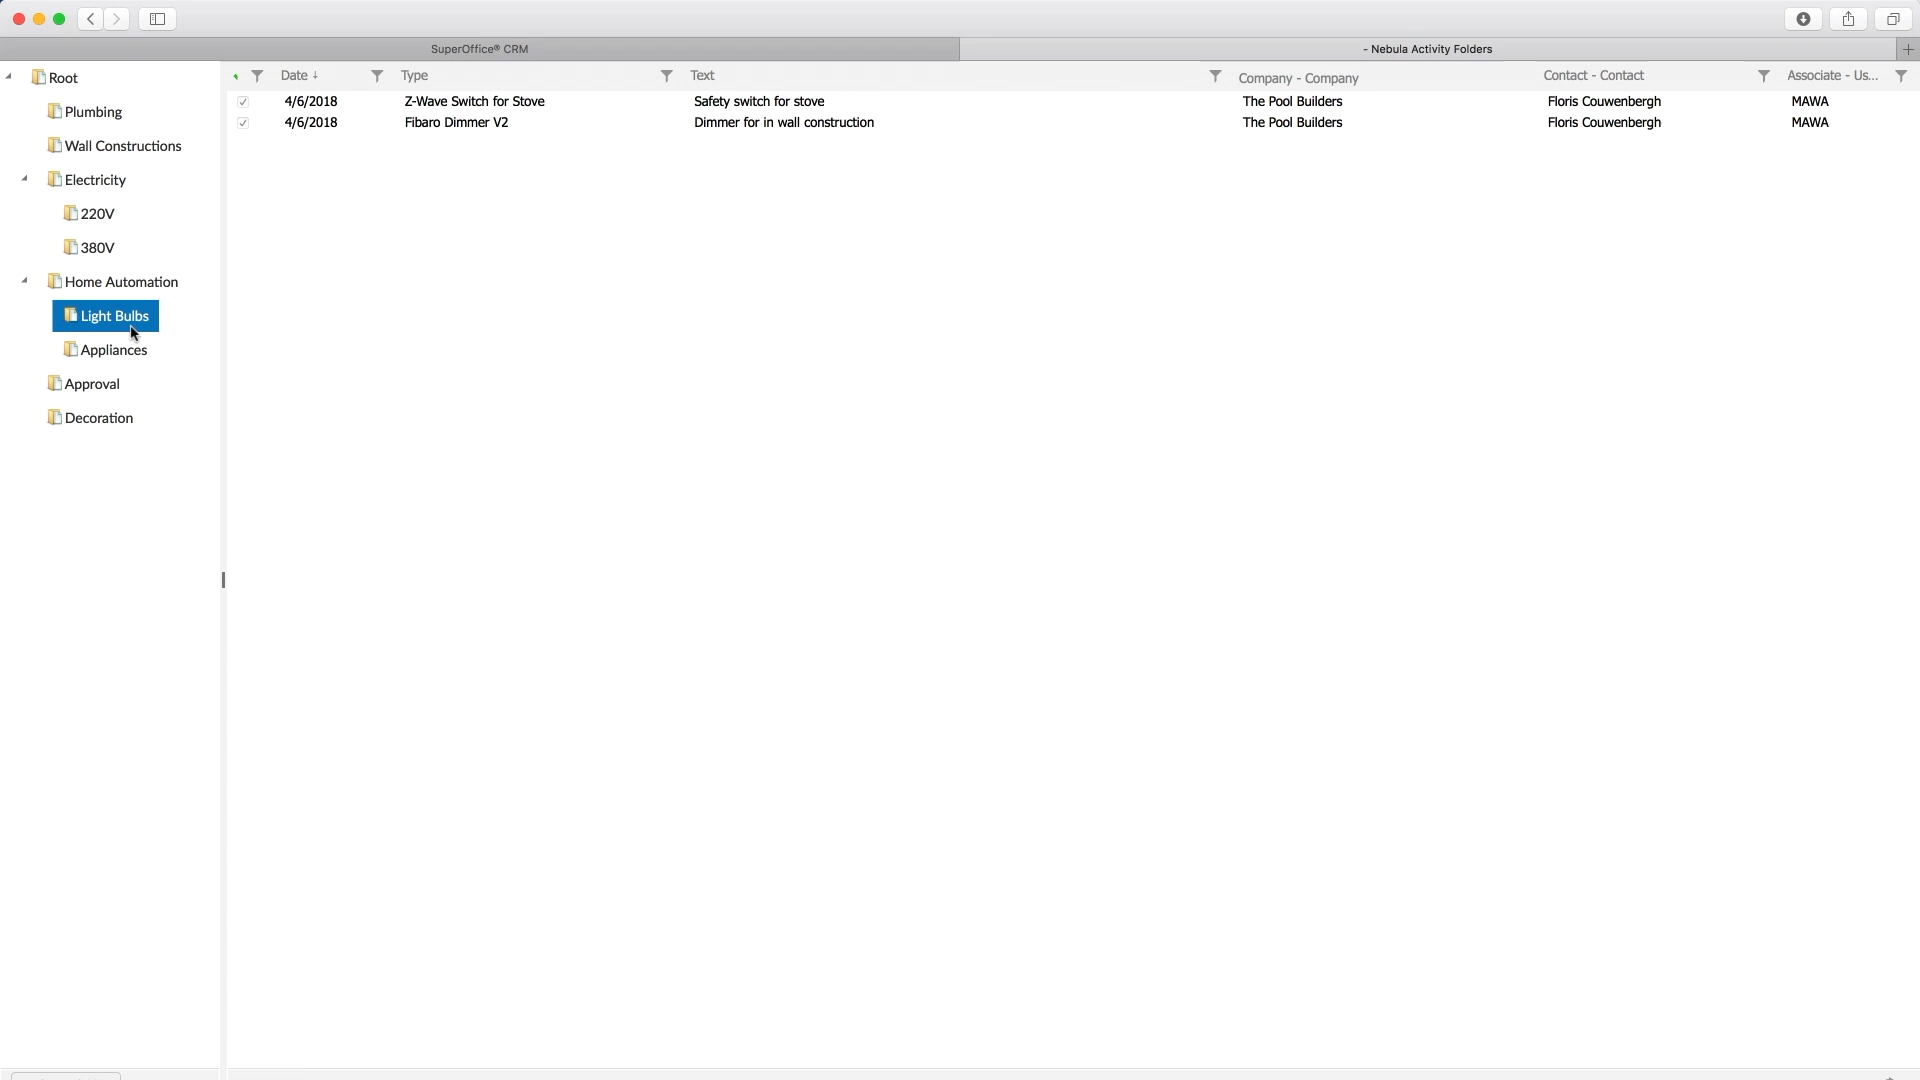 SuperOffice® CRM
- Nebula Activity Folders
Root
Plumbing
Wall Constructions
Electricity
220V
380V
Home Automation
Light Bulbs
Appliances
Approval
Decoration
Date ↓ Type Text Company - Company Contact - Contact Associate - Us...
4/6/2018 Z-Wave Switch for Stove Safety switch for stove The Pool Builders Floris Couwenbergh MAWA
4/6/2018 Fibaro Dimmer V2 Dimmer for in wall construction The Pool Builders Floris Couwenbergh MAWA